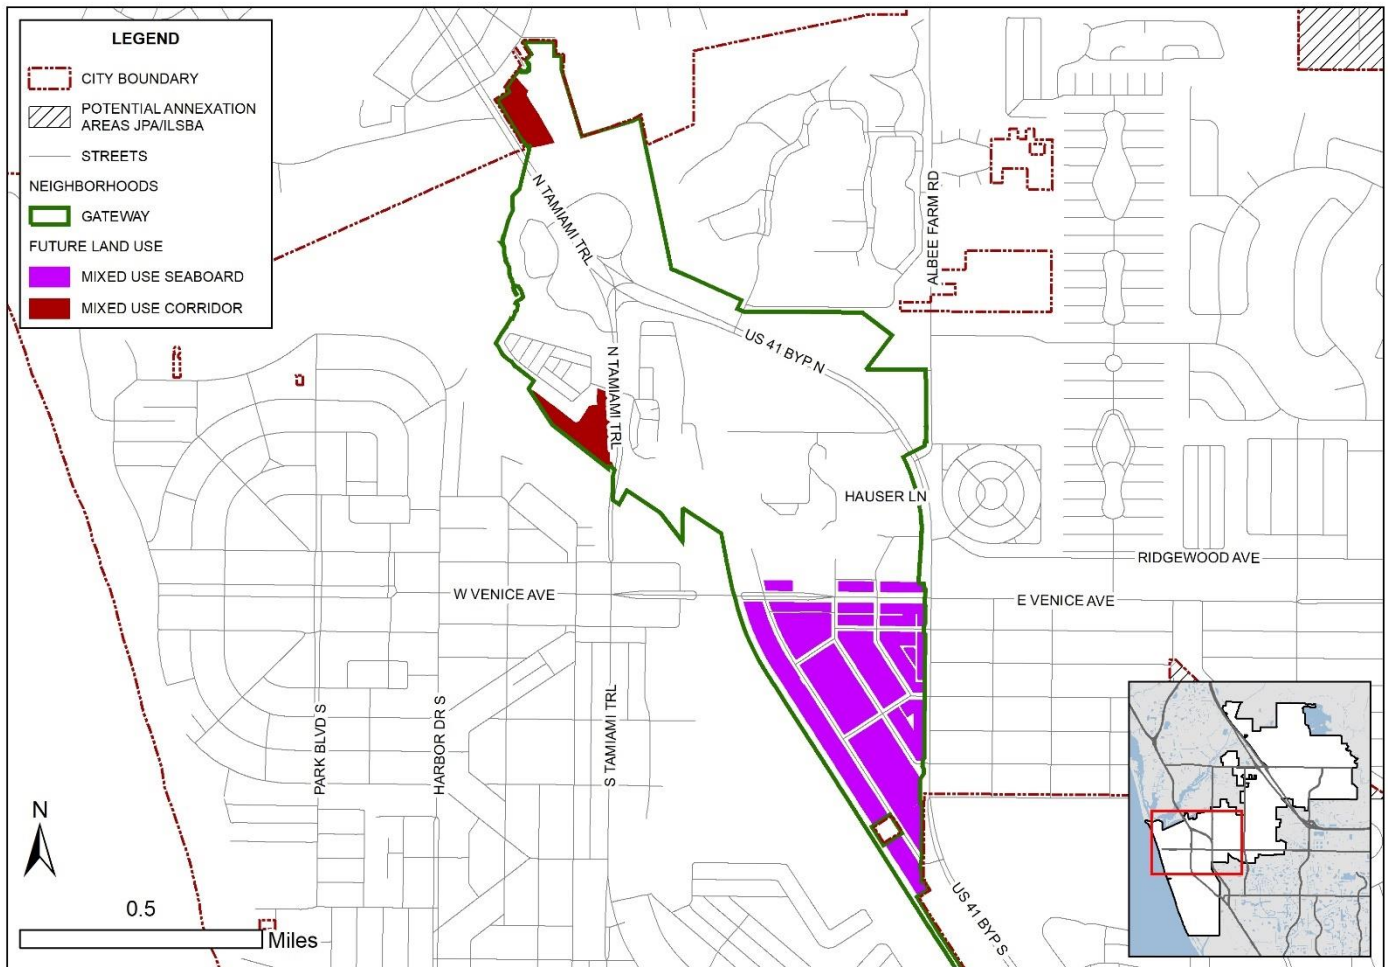 LEGEND
CITY BOUNDARY
POTENTIAL ANNEXATION
AREAS JPA/ILSBA
STREETS
NEIGHBORHOODS
GATEWAY
FUTURE LAND USE
MIXED USE SEABOARD
MIXED USE CORRIDOR
N TAMIAMI TRL
ALBEE FARM RD
US 41 BYP N
N TAMIAMI TRL
HAUSER LN
RIDGEWOOD AVE
W VENICE AVE
E VENICE AVE
PARK BLVD S
HARBOR DR S
S TAMIAMI TRL
US 41 BYP S
N
0.5
Miles